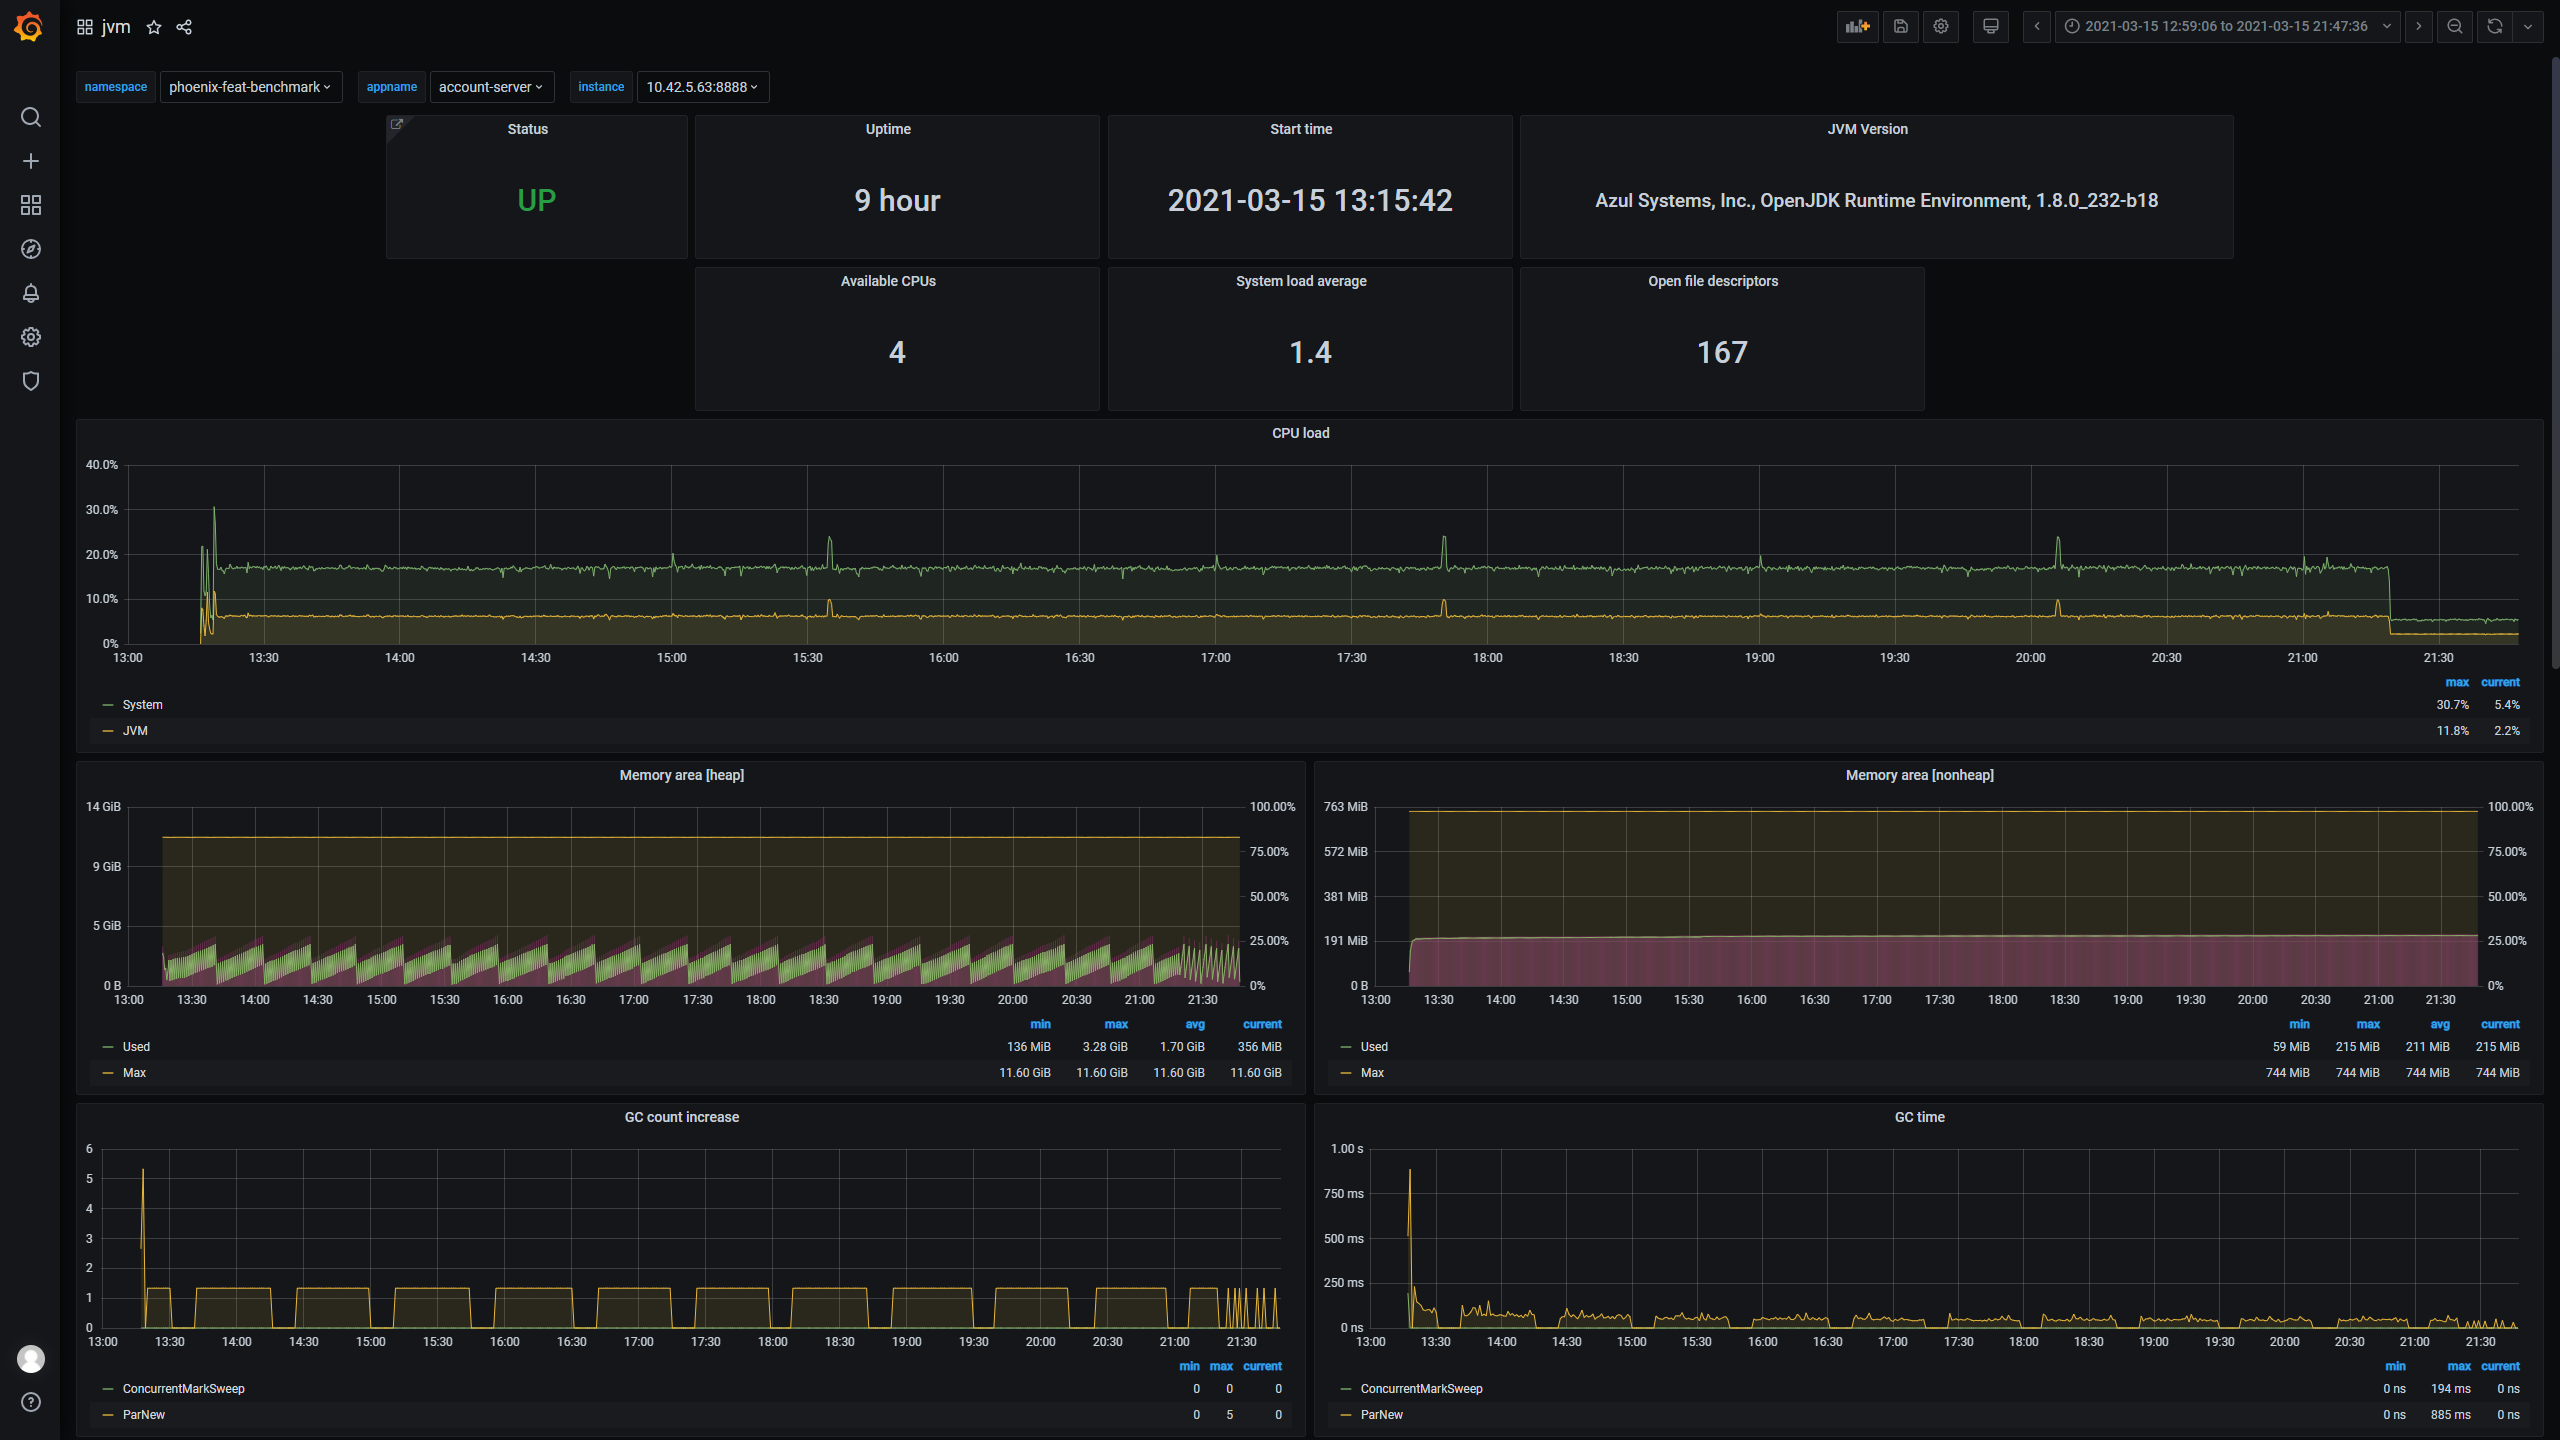 jvm
2021-03-15 12:59:06 to 2021-03-15 21:47:36
namespace phoenix-feat-benchmark appname account-server instance 10.42.5.63:8888
Status
UP
Uptime
9 hour
Start time
2021-03-15 13:15:42
JVM Version
Azul Systems, Inc., OpenJDK Runtime Environment, 1.8.0_232-b18
Available CPUs
4
System load average
1.4
Open file descriptors
167
CPU load
40.0%
30.0%
20.0%
10.0%
0%
13:00 13:30 14:00 14:30 15:00 15:30 16:00 16:30 17:00 17:30 18:00 18:30 19:00 19:30 20:00 20:30 21:00 21:30
max current
System 30.7% 5.4%
JVM 11.8% 2.2%
Memory area [heap]
14 GiB 100.00%
75.00%
9 GiB
50.00%
5 GiB
25.00%
0 B 0%
13:00 13:30 14:00 14:30 15:00 15:30 16:00 16:30 17:00 17:30 18:00 18:30 19:00 19:30 20:00 20:30 21:00 21:30
min max avg current
Used 136 MiB 3.28 GiB 1.70 GiB 356 MiB
Max 11.60 GiB 11.60 GiB 11.60 GiB 11.60 GiB
Memory area [nonheap]
763 MiB 100.00%
572 MiB 75.00%
381 MiB 50.00%
191 MiB 25.00%
0 B 0%
13:00 13:30 14:00 14:30 15:00 15:30 16:00 16:30 17:00 17:30 18:00 18:30 19:00 19:30 20:00 20:30 21:00 21:30
min max avg current
Used 59 MiB 215 MiB 211 MiB 215 MiB
Max 744 MiB 744 MiB 744 MiB 744 MiB
GC count increase
6
5
4
3
2
1
0
13:00 13:30 14:00 14:30 15:00 15:30 16:00 16:30 17:00 17:30 18:00 18:30 19:00 19:30 20:00 20:30 21:00 21:30
min max current
ConcurrentMarkSweep 0 0 0
ParNew 0 5 0
GC time
1.00 s
750 ms
500 ms
250 ms
0 ns
13:00 13:30 14:00 14:30 15:00 15:30 16:00 16:30 17:00 17:30 18:00 18:30 19:00 19:30 20:00 20:30 21:00 21:30
min max current
ConcurrentMarkSweep 0 ns 194 ms 0 ns
ParNew 0 ns 885 ms 0 ns